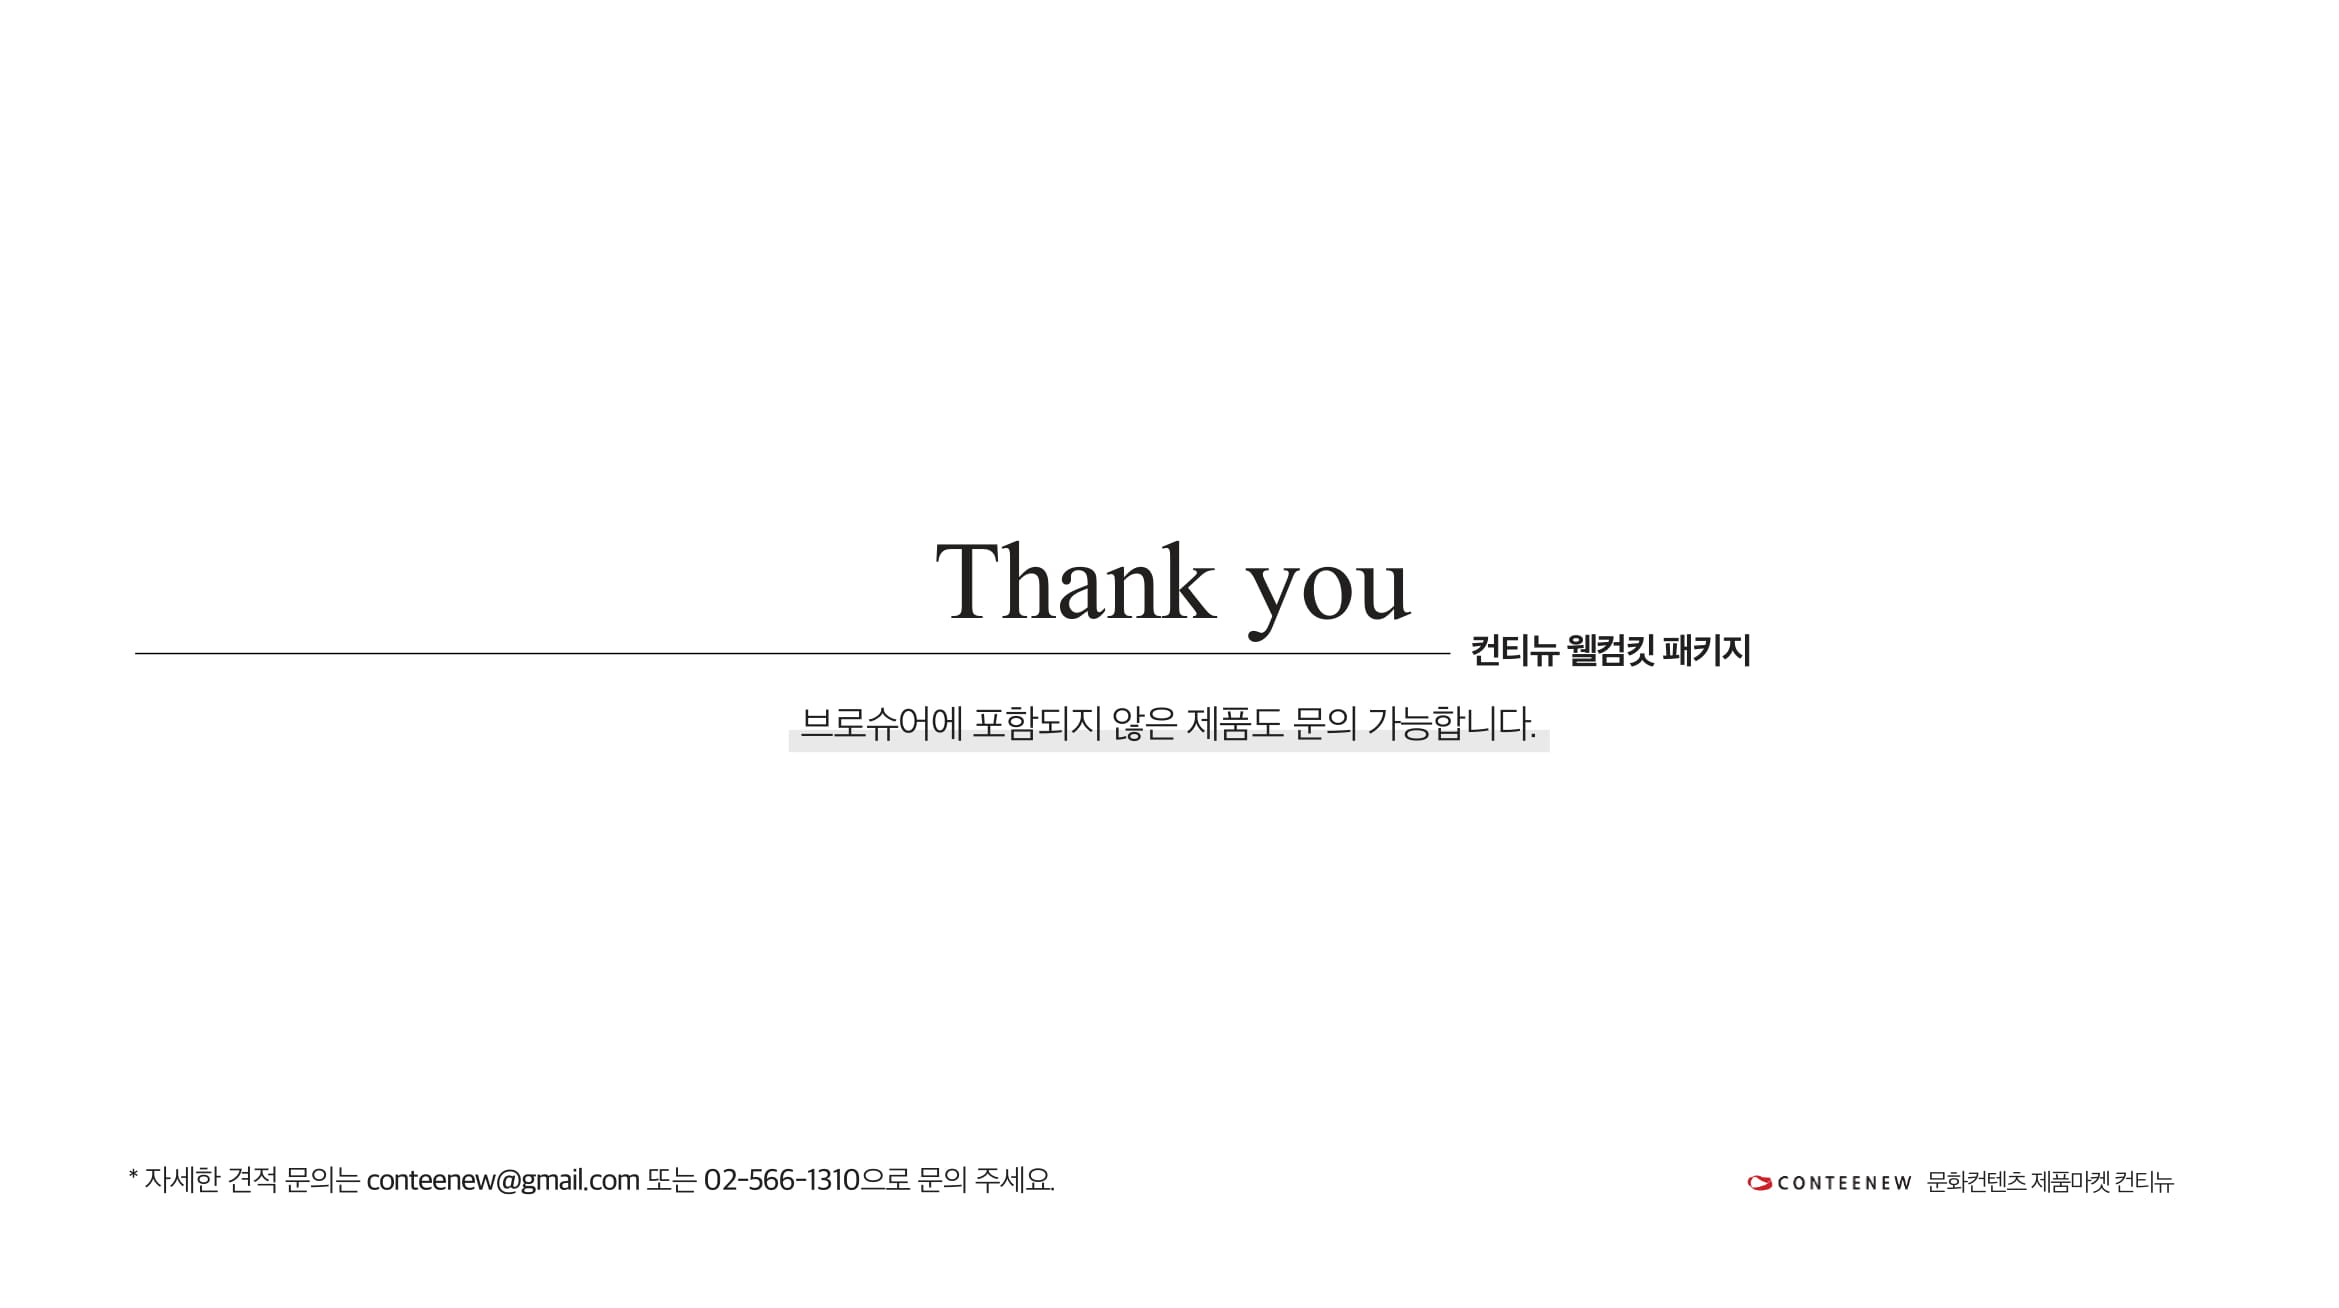 Thank you
컨티뉴 웰컴킷 패키지
브로슈어에 포함되지 않은 제품도 문의 가능합니다.
* 자세한 견적 문의는 conteenew@gmail.com 또는 02-566-1310으로 문의 주세요.
CONTEENEW 문화컨텐츠 제품마켓 컨티뉴